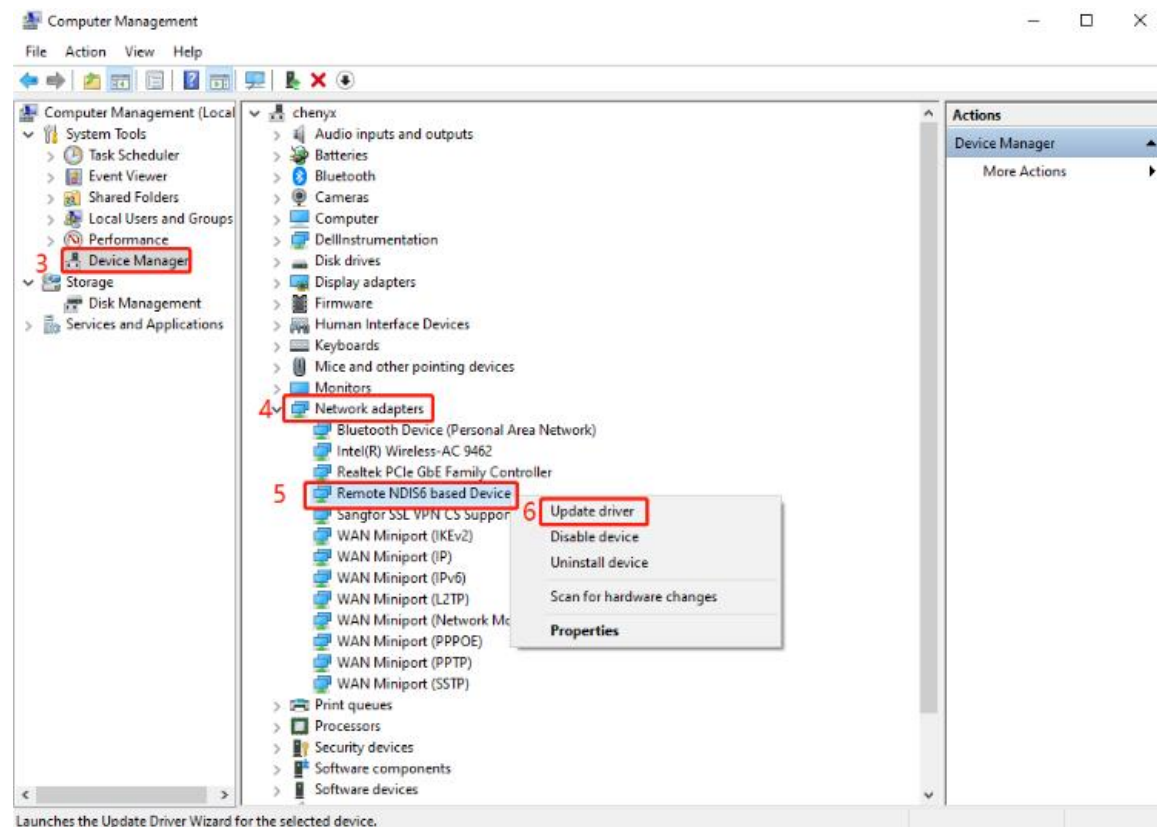 Computer Management
File Action View Help
Computer Management (Local
System Tools
Task Scheduler
Event Viewer
Shared Folders
Local Users and Groups
Performance
3 Device Manager
Storage
Disk Management
Services and Applications
chenyx
Audio inputs and outputs
Batteries
Bluetooth
Cameras
Computer
DellInstrumentation
Disk drives
Display adapters
Firmware
Human Interface Devices
Keyboards
Mice and other pointing devices
Monitors
4 Network adapters
Bluetooth Device (Personal Area Network)
Intel(R) Wireless-AC 9462
Realtek PCIe GbE Family Controller
5 Remote NDIS6 based Device
Sangfor SSL VPN CS Suppor
WAN Miniport (IKEv2)
WAN Miniport (IP)
WAN Miniport (IPv6)
WAN Miniport (L2TP)
WAN Miniport (Network Mo
WAN Miniport (PPPOE)
WAN Miniport (PPTP)
WAN Miniport (SSTP)
Print queues
Processors
Security devices
Software components
Software devices
6 Update driver
Disable device
Uninstall device
Scan for hardware changes
Properties
Actions
Device Manager
More Actions
Launches the Update Driver Wizard for the selected device.